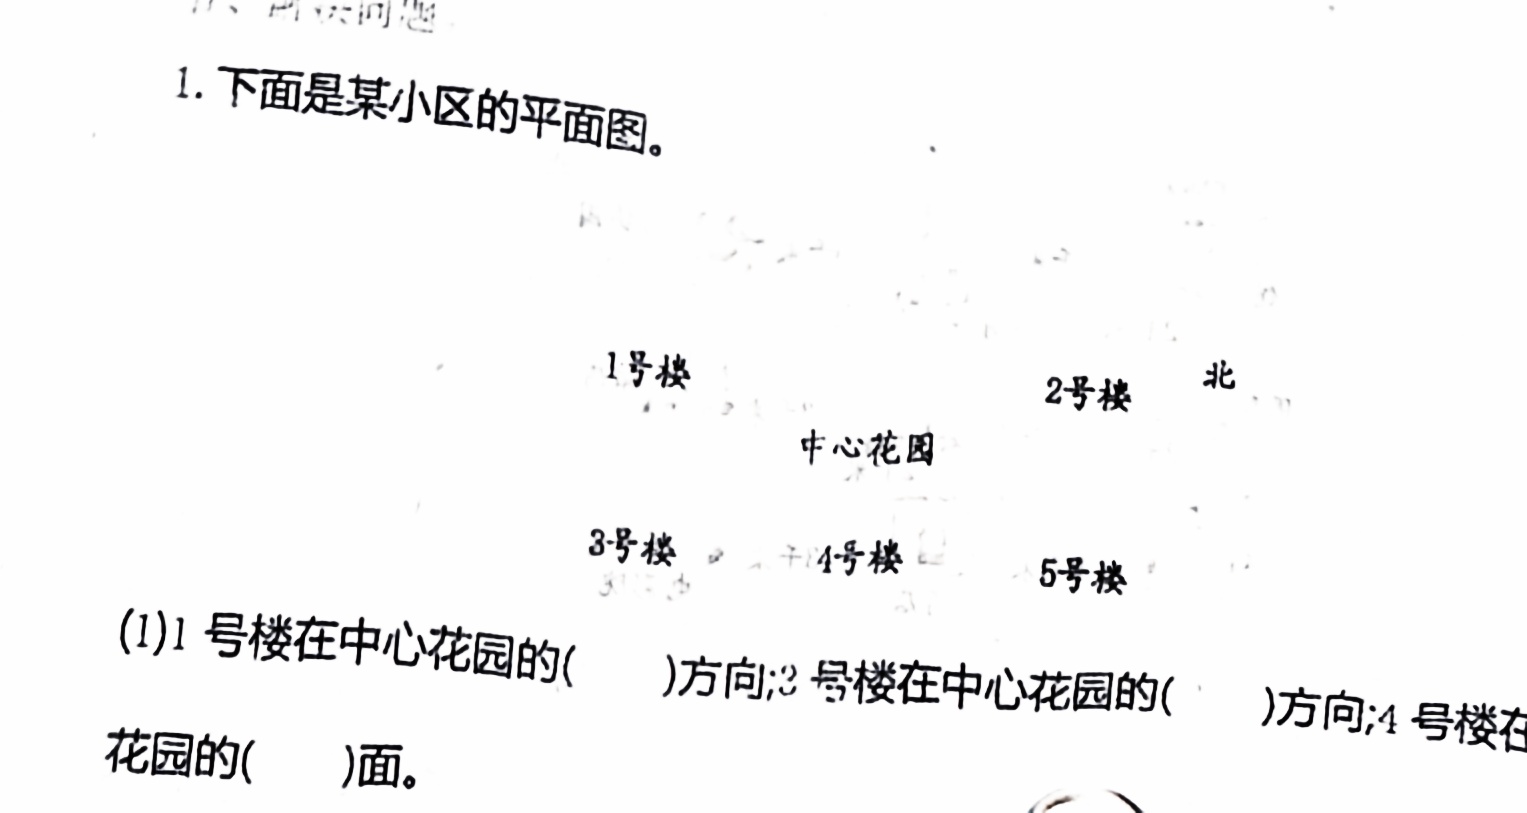 1. 下面是某小区的平面图。
1号楼
2号楼
北
中心花园
3号楼
4号楼
5号楼
(1)1 号楼在中心花园的(　　)方向;3 号楼在中心花园的(　　)方向;4 号楼在
花园的(　　)面。